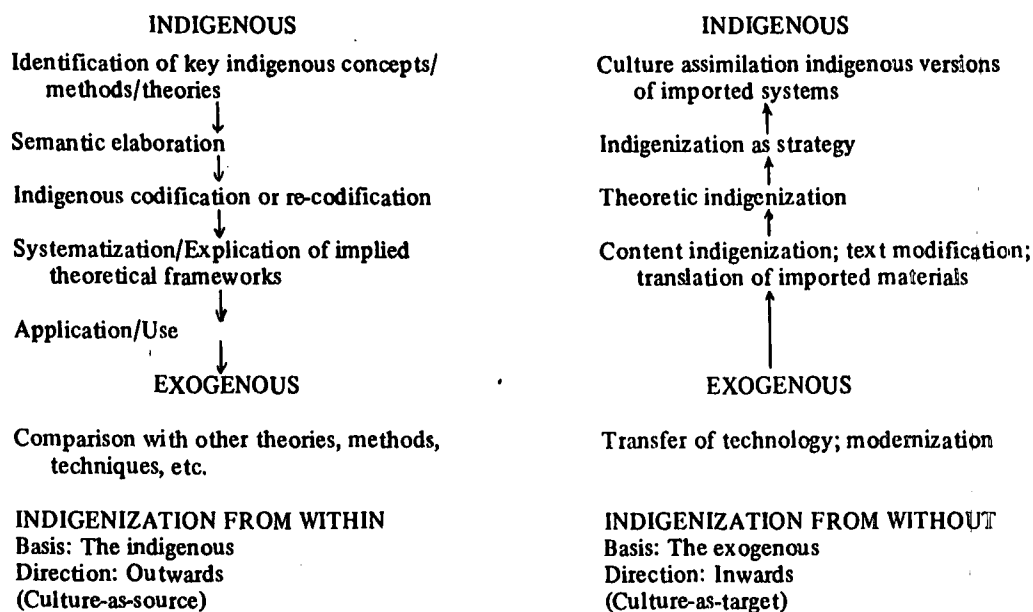 INDIGENOUS
Identification of key indigenous concepts/
methods/theories
Semantic elaboration
Indigenous codification or re-codification
Systematization/Explication of implied
theoretical frameworks
Application/Use
EXOGENOUS
Comparison with other theories, methods,
techniques, etc.
INDIGENIZATION FROM WITHIN
Basis: The indigenous
Direction: Outwards
(Culture-as-source)
INDIGENOUS
Culture assimilation indigenous versions
of imported systems
Indigenization as strategy
Theoretic indigenization
Content indigenization; text modification;
translation of imported materials
EXOGENOUS
Transfer of technology; modernization
INDIGENIZATION FROM WITHOUT
Basis: The exogenous
Direction: Inwards
(Culture-as-target)